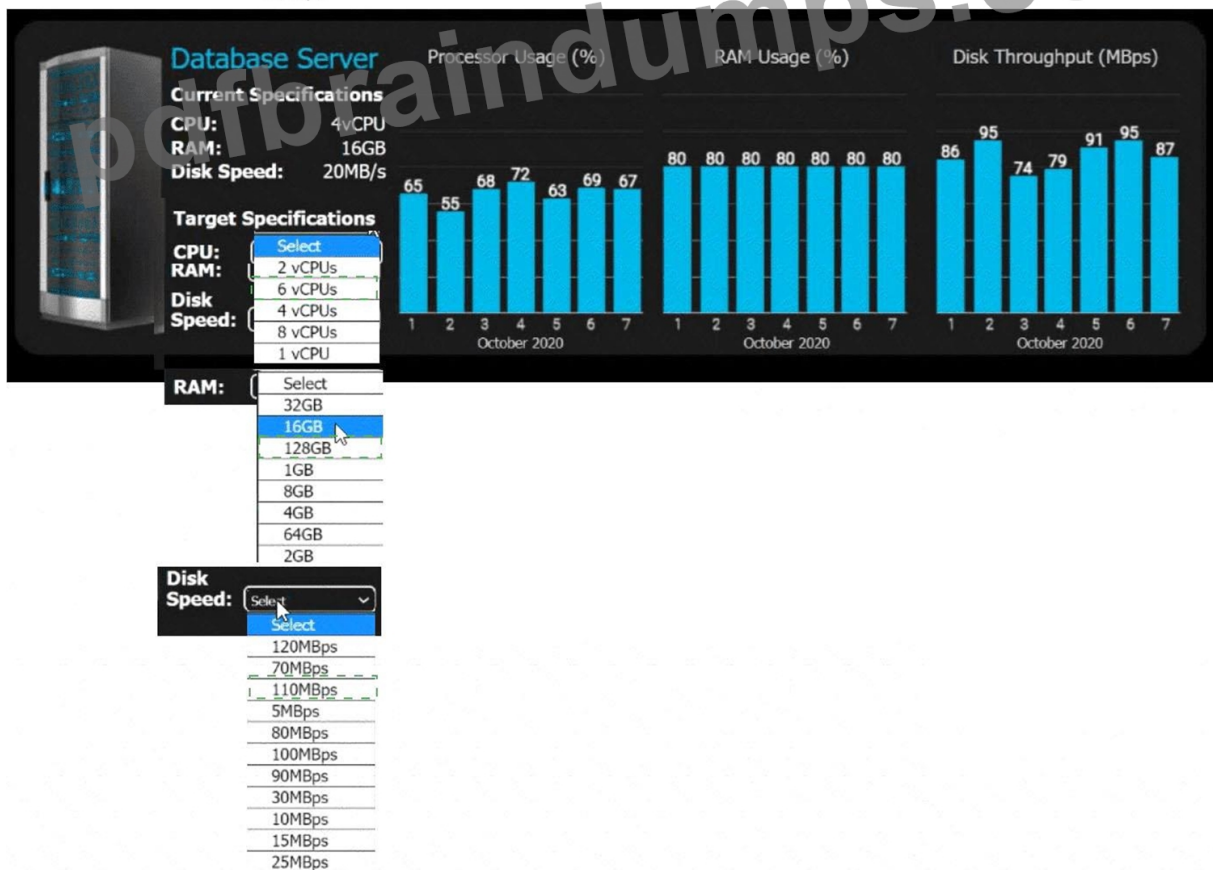 pdfbraindumps.
Database Server
Current Specifications
CPU: 4vCPU
RAM: 16GB
Disk Speed: 20MB/s
Target Specifications
CPU:
RAM:
Disk
Speed:
Select
2 vCPUs
6 vCPUs
4 vCPUs
8 vCPUs
1 vCPU
Processor Usage (%)
65 55 68 72 63 69 67
1 2 3 4 5 6 7
October 2020
RAM Usage (%)
80 80 80 80 80 80 80
1 2 3 4 5 6 7
October 2020
Disk Throughput (MBps)
86 95 74 79 91 95 87
1 2 3 4 5 6 7
October 2020
RAM:
Select
32GB
16GB
128GB
1GB
8GB
4GB
64GB
2GB
Disk
Speed: Select
Select
120MBps
70MBps
110MBps
5MBps
80MBps
100MBps
90MBps
30MBps
10MBps
15MBps
25MBps